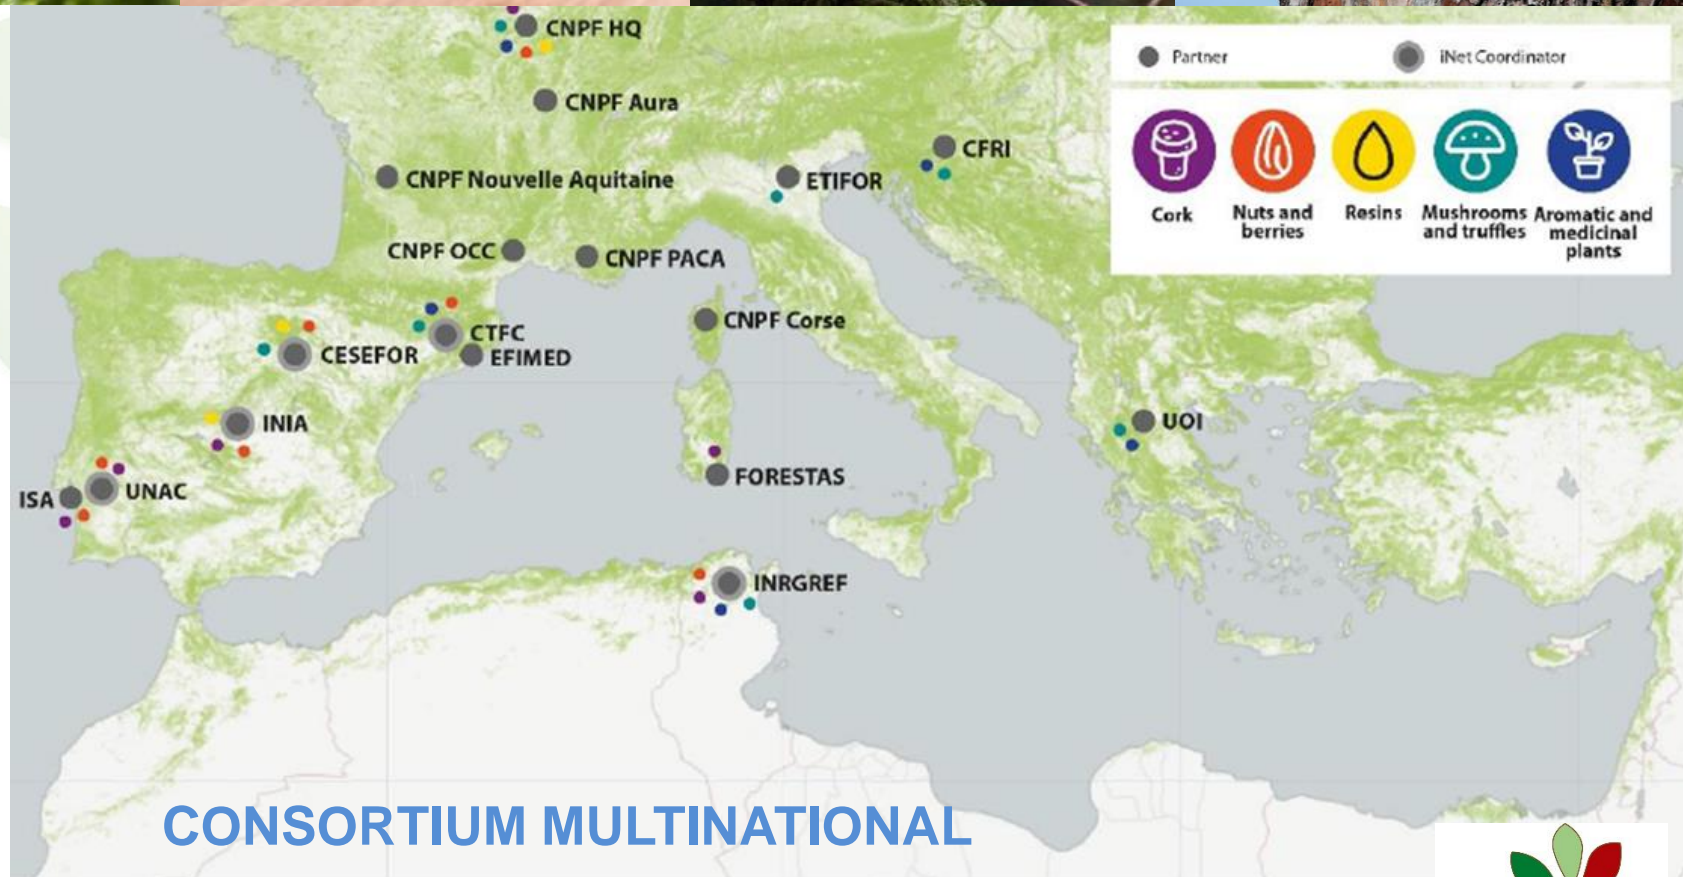 CNPF HQ
Partner
iNet Coordinator
CNPF Aura
CFRI
CNPF Nouvelle Aquitaine
ETIFOR
Cork
Nuts and
berries
Resins
Mushrooms
and truffles
Aromatic and
medicinal
plants
CNPF OCC
CNPF PACA
CNPF Corse
CTFC
CESEFOR
EFIMED
INIA
UOI
FORESTAS
ISA
UNAC
INRGREF
CONSORTIUM MULTINATIONAL